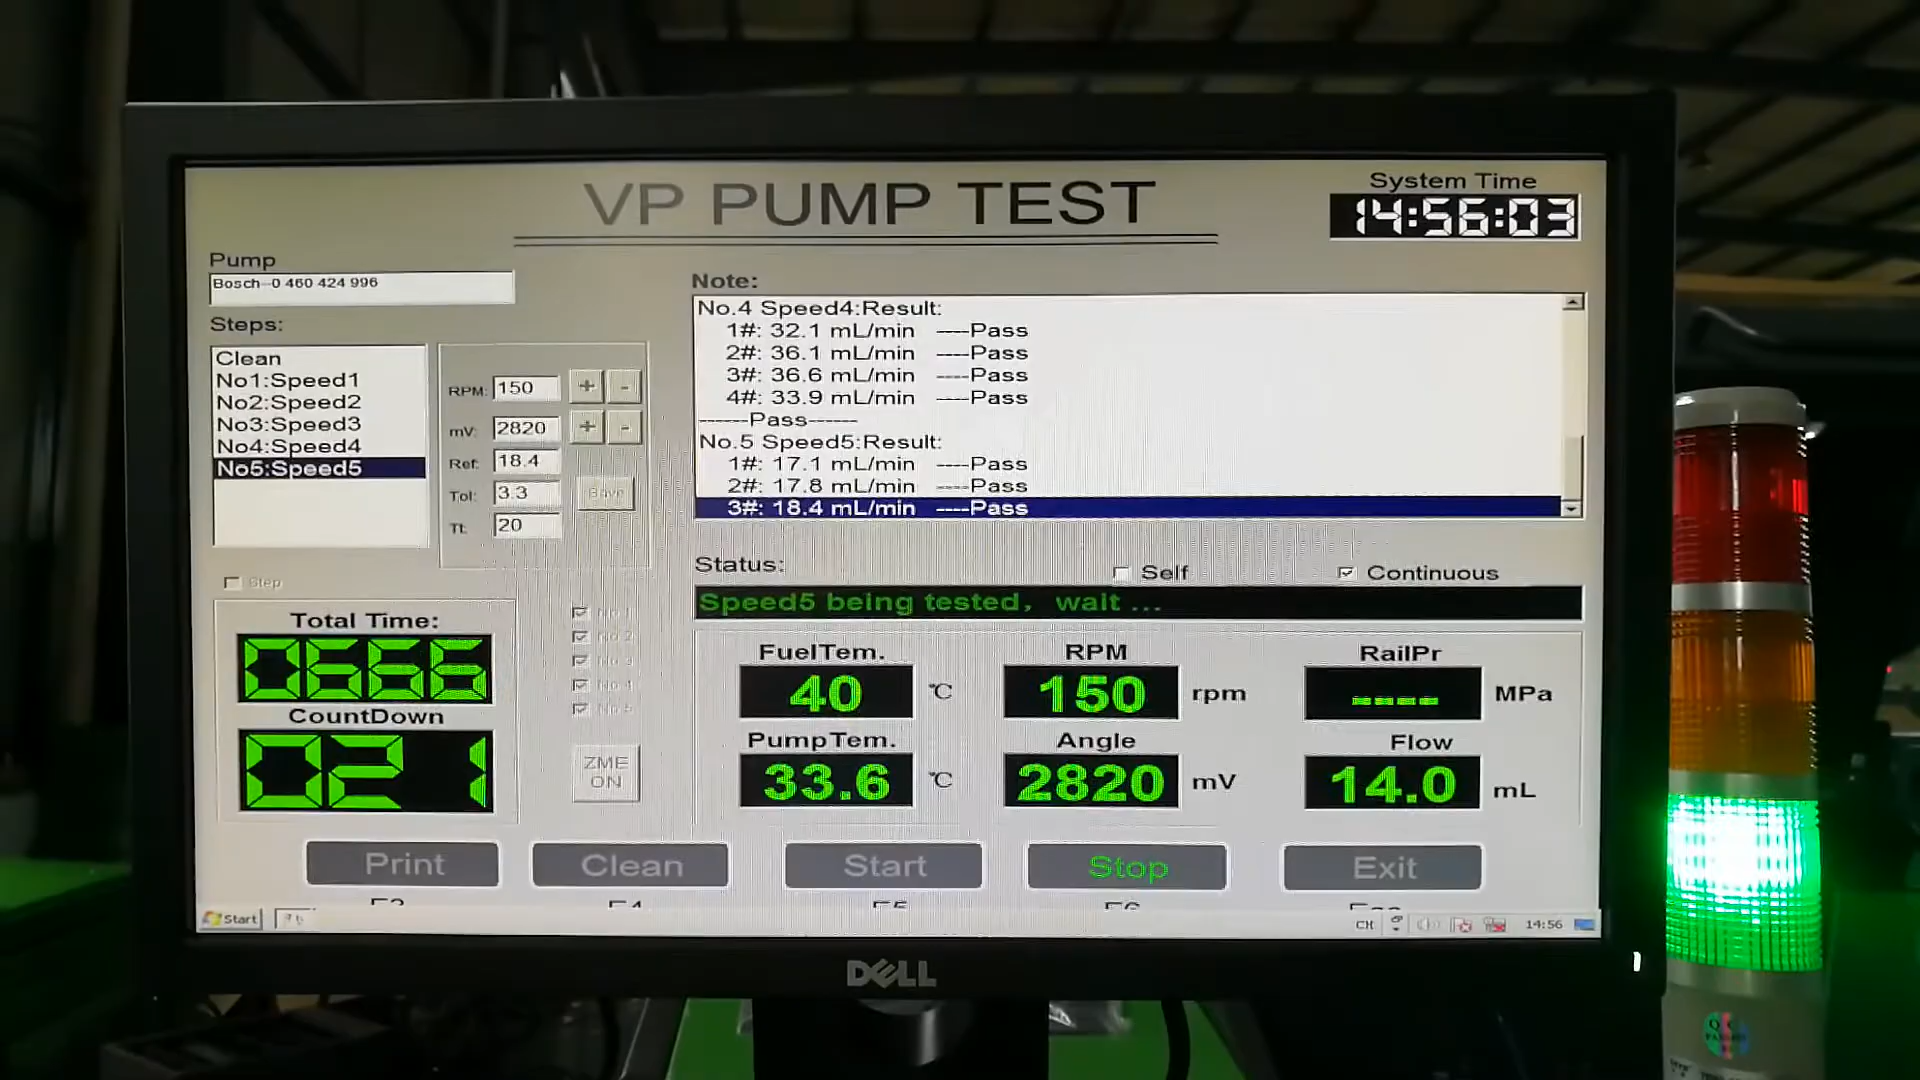 VP PUMP TEST
System Time
14:56:03
Pump
Bosch--0 460 424 996
Steps:
Clean
No1:Speed1
No2:Speed2
No3:Speed3
No4:Speed4
No5:Speed5
RPM: 150 + -
mV: 2820 + -
Ref: 18.4
Tol: 3.3 Save
Tt: 20
Note:
No.4 Speed4:Result:
1#: 32.1 mL/min ----Pass
2#: 36.1 mL/min ----Pass
3#: 36.6 mL/min ----Pass
4#: 33.9 mL/min ----Pass
------Pass------
No.5 Speed5:Result:
1#: 17.1 mL/min ----Pass
2#: 17.8 mL/min ----Pass
3#: 18.4 mL/min ----Pass
Step
Total Time:
0666
CountDown
021
No 1
No 2
No 3
No 4
No 5
ZME
ON
Status:
Self
Continuous
Speed5 being tested, wait ...
FuelTem. RPM RailPr
40 ℃ 150 rpm ---- MPa
PumpTem. Angle Flow
33.6 ℃ 2820 mV 14.0 mL
Print Clean Start Stop Exit
Start
CH
14:56
DELL